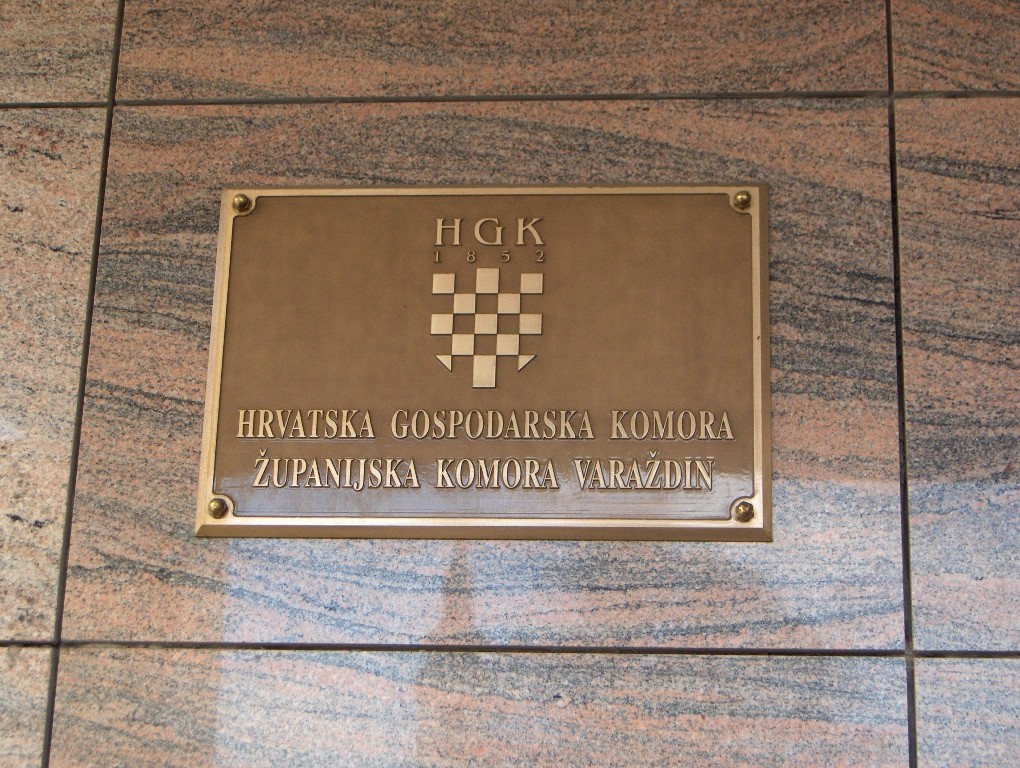 HGK
1852
HRVATSKA GOSPODARSKA KOMORA
ŽUPANIJSKA KOMORA VARAŽDIN